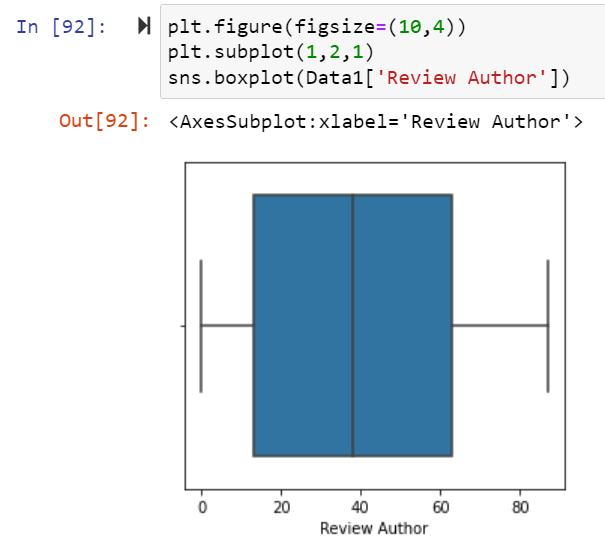 In [92]:
plt.figure(figsize=(10,4))
plt.subplot(1,2,1)
sns.boxplot(Data1['Review Author'])
Out[92]: <AxesSubplot:xlabel='Review Author'>
0 20 40 60 80
Review Author